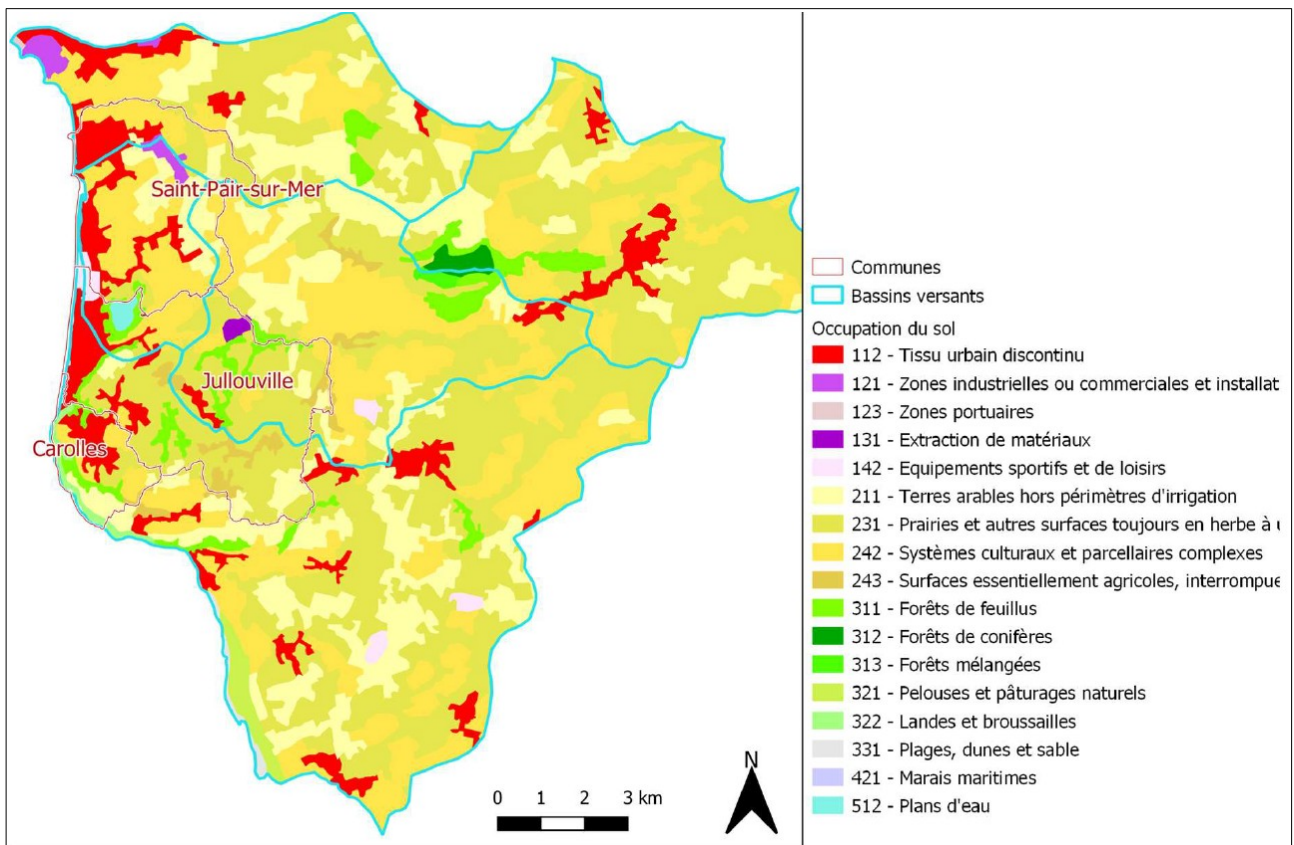 Saint-Pair-sur-Mer
Jullouville
Carolles
N
0 1 2 3 km
Communes
Bassins versants
Occupation du sol
112 - Tissu urbain discontinu
121 - Zones industrielles ou commerciales et installat
123 - Zones portuaires
131 - Extraction de matériaux
142 - Equipements sportifs et de loisirs
211 - Terres arables hors périmètres d'irrigation
231 - Prairies et autres surfaces toujours en herbe à
242 - Systèmes culturaux et parcellaires complexes
243 - Surfaces essentiellement agricoles, interrompue
311 - Forêts de feuillus
312 - Forêts de conifères
313 - Forêts mélangées
321 - Pelouses et pâturages naturels
322 - Landes et broussailles
331 - Plages, dunes et sable
421 - Marais maritimes
512 - Plans d'eau